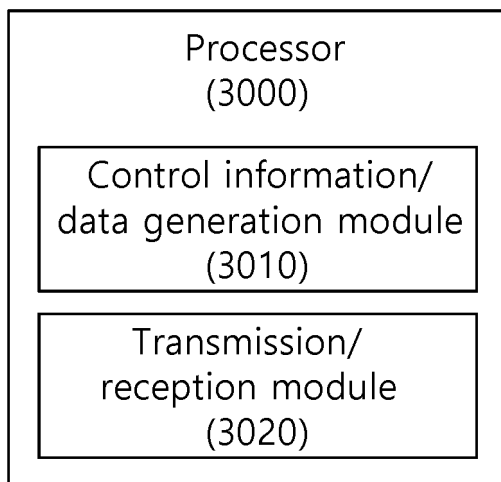 Processor
(3000)
Control information/
data generation module
(3010)
Transmission/
reception module
(3020)